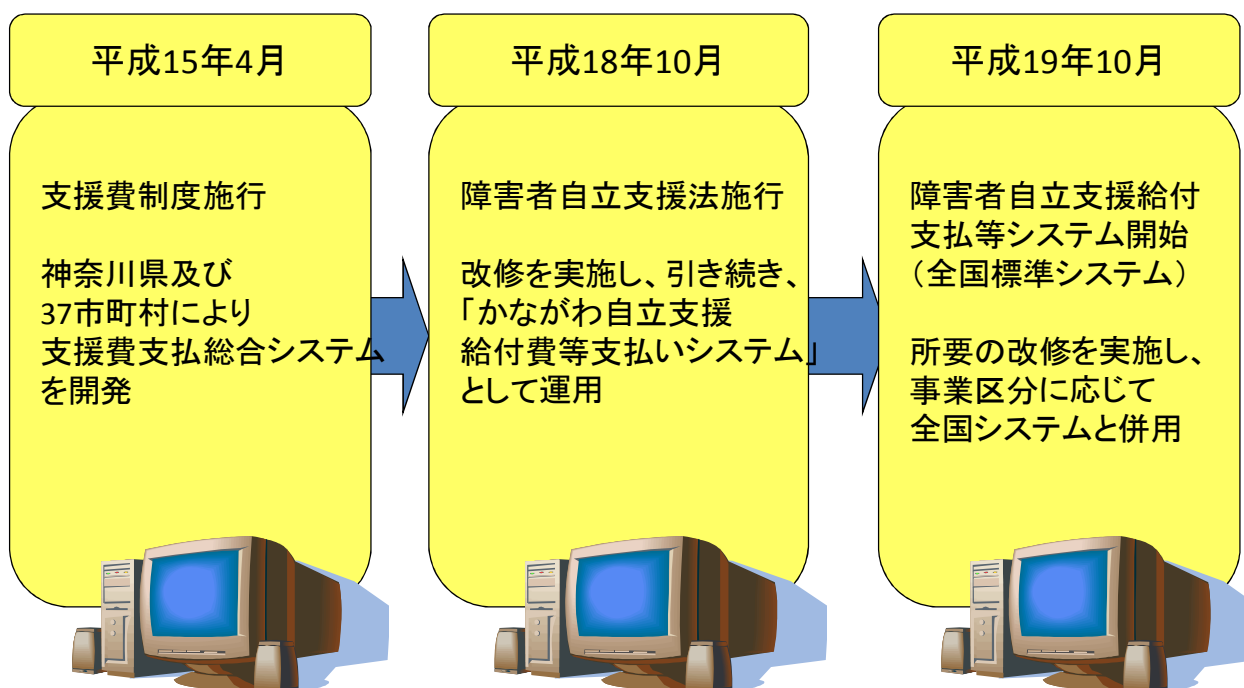 平成15年4月
支援費制度施行
神奈川県及び
37市町村により
支援費支払総合システム
を開発
平成18年10月
障害者自立支援法施行
改修を実施し、引き続き、
「かながわ自立支援
給付費等支払いシステム」
として運用
平成19年10月
障害者自立支援給付
支払等システム開始
（全国標準システム）
所要の改修を実施し、
事業区分に応じて
全国システムと併用